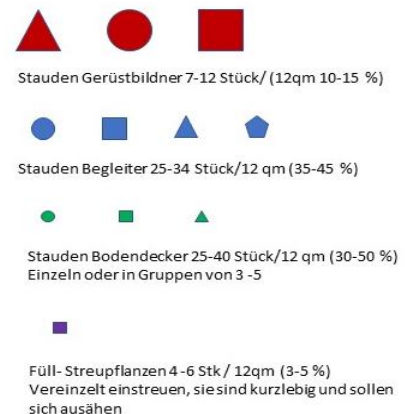 Stauden Gerüstbildner 7-12 Stück/ (12qm 10-15 %)
Stauden Begleiter 25-34 Stück/12 qm (35-45 %)
Stauden Bodendecker 25-40 Stück/12 qm (30-50 %)
Einzeln oder in Gruppen von 3 -5
Füll- Streupflanzen 4 -6 Stk / 12qm (3-5 %)
Vereinzelt einstreuen, sie sind kurzlebig und sollen
sich ausähen